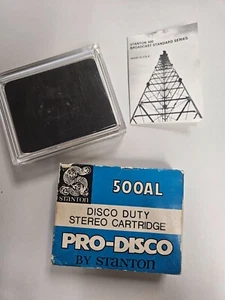 STANTON 500
BROADCAST STANDARD SERIES
STANTON
500AL
DISCO DUTY
STEREO CARTRIDGE
PRO-DISCO
BY STANTON